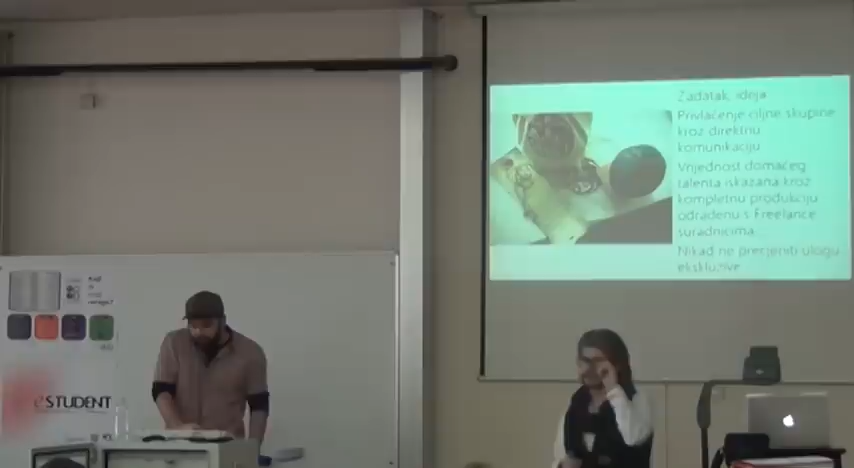 Zadatak, ideja
Privlačenje ciljne skupine
kroz direktnu
komunikaciju
Vrijednost domaćeg
talenta iskazana kroz
kompletnu produkciju
odrađenu s Freelance
suradnicima...
Nikad ne precjeniti ulogu
ekskluzive
eSTUDENT